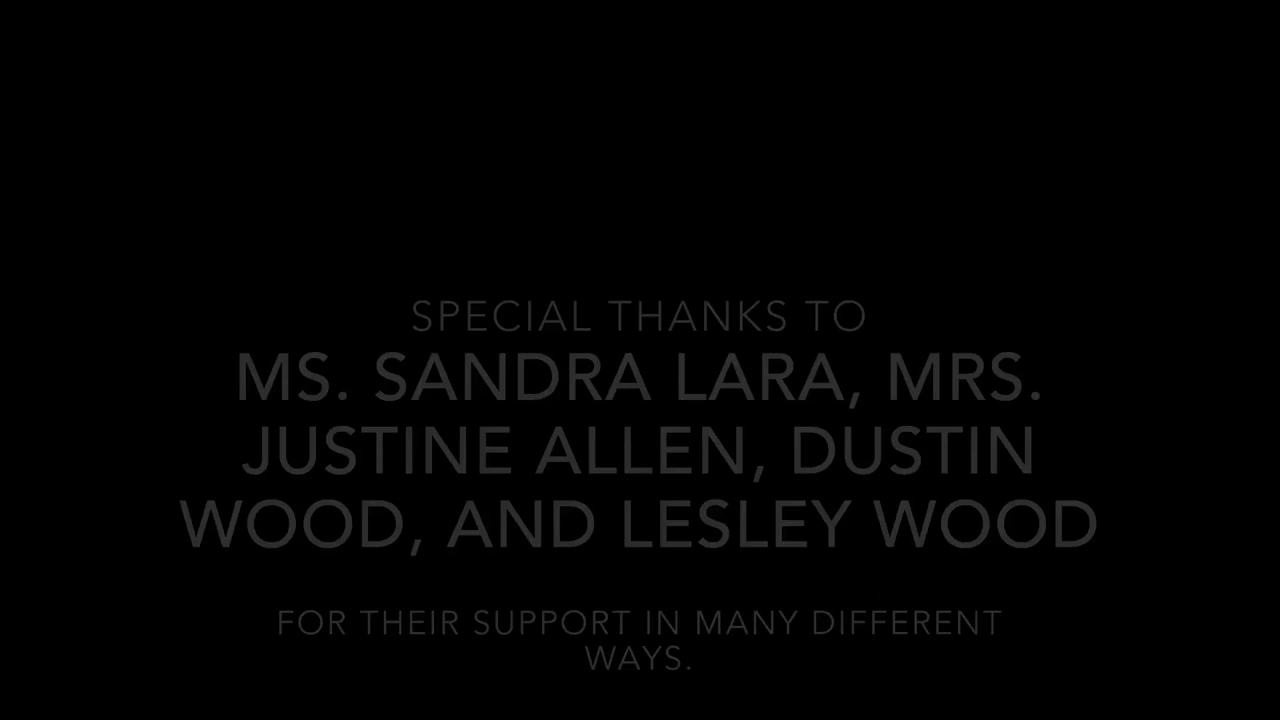 SPECIAL THANKS TO
MS. SANDRA LARA, MRS.
JUSTINE ALLEN, DUSTIN
WOOD, AND LESLEY WOOD
FOR THEIR SUPPORT IN MANY DIFFERENT
WAYS.